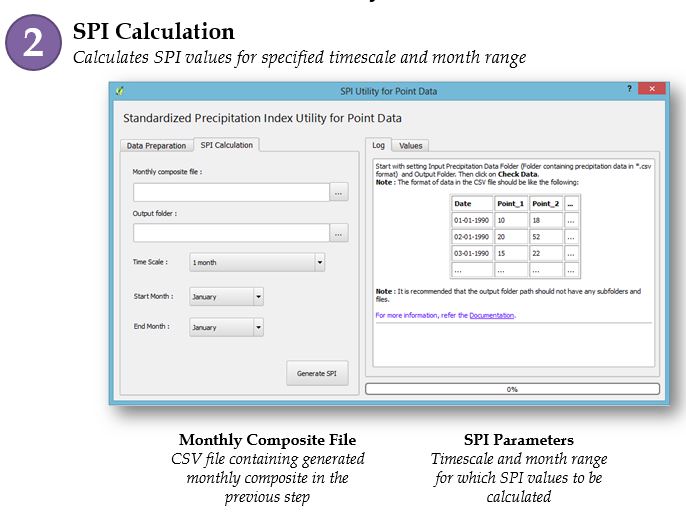 2
SPI Calculation
Calculates SPI values for specified timescale and month range
SPI Utility for Point Data
?
x
Standardized Precipitation Index Utility for Point Data
Data Preparation
SPI Calculation
Monthly composite file :
...
Output folder :
...
Time Scale :
1 month
Start Month :
January
End Month :
January
Generate SPI
Log
Values
Start with setting Input Precipitation Data Folder (Folder containing precipitation data in *.csv
format) and Output Folder. Then click on Check Data.
Note : The format of data in the CSV file should be like the following:
Date Point_1 Point_2 ...
01-01-1990 10 18 ...
02-01-1990 20 52 ...
03-01-1990 15 22 ...
... ... ... ...
Note : It is recommended that the output folder path should not have any subfolders and
files.
For more information, refer the Documentation.
0%
Monthly Composite File
CSV file containing generated
monthly composite in the
previous step
SPI Parameters
Timescale and month range
for which SPI values to be
calculated